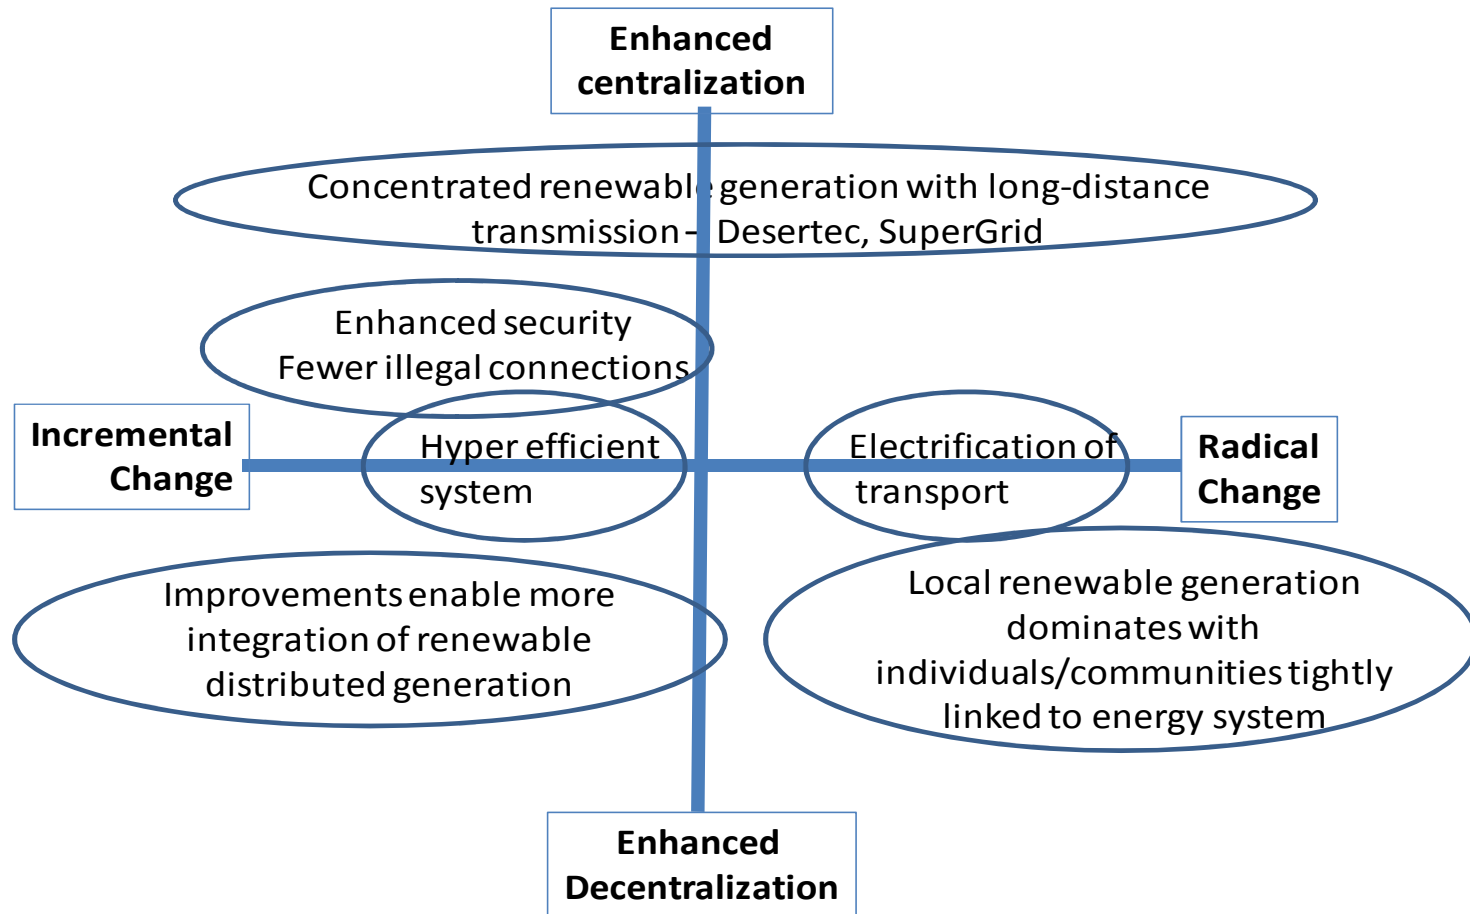 Enhanced
centralization
Concentrated renewable generation with long-distance
transmission - Desertec, SuperGrid
Enhanced security
Fewer illegal connections
Incremental
Change
Hyper efficient
system
Electrification of
transport
Radical
Change
Improvements enable more
integration of renewable
distributed generation
Local renewable generation
dominates with
individuals/communities tightly
linked to energy system
Enhanced
Decentralization